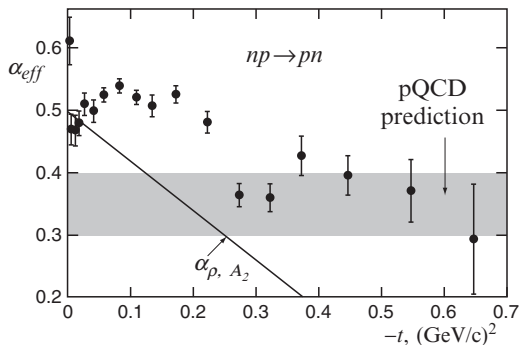 0.6
α_eff
np→pn
0.5
pQCD
prediction
0.4
0.3
α_ρ, A_2
0.2
0 0.1 0.2 0.3 0.4 0.5 0.6 0.7
−t, (GeV/c)^2